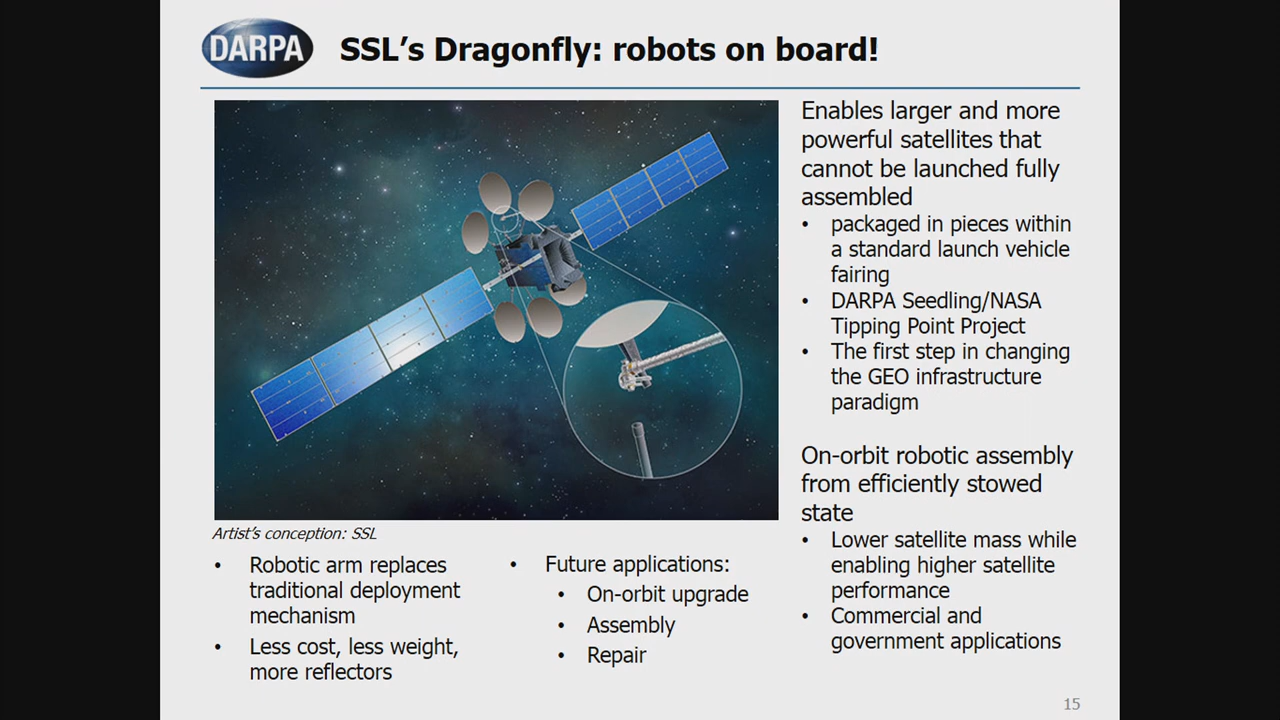 DARPA
SSL’s Dragonfly: robots on board!
Enables larger and more
powerful satellites that
cannot be launched fully
assembled
• packaged in pieces within
a standard launch vehicle
fairing
• DARPA Seedling/NASA
Tipping Point Project
• The first step in changing
the GEO infrastructure
paradigm
On-orbit robotic assembly
from efficiently stowed
state
• Lower satellite mass while
enabling higher satellite
performance
• Commercial and
government applications
Artist’s conception: SSL
• Robotic arm replaces
traditional deployment
mechanism
• Less cost, less weight,
more reflectors
• Future applications:
• On-orbit upgrade
• Assembly
• Repair
15